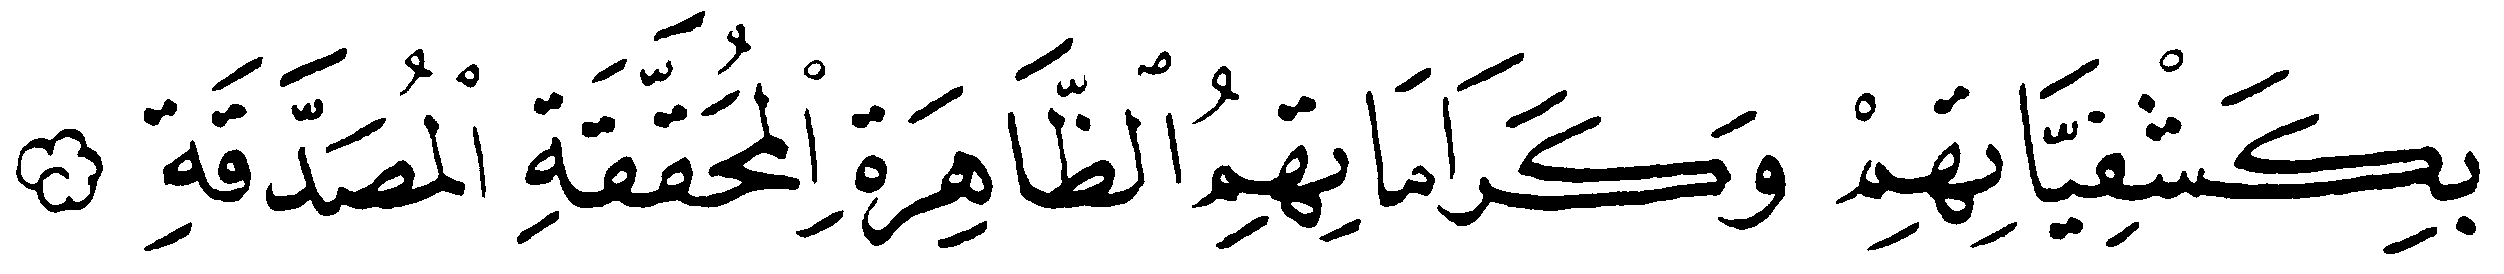 بِكَشْفِيَّاتِهِمْ وَكَرَامَاتِهِمُ الظَّاهِرَةِ الْمُحَقَّقَةِ الْمُصَدَّقَةِ